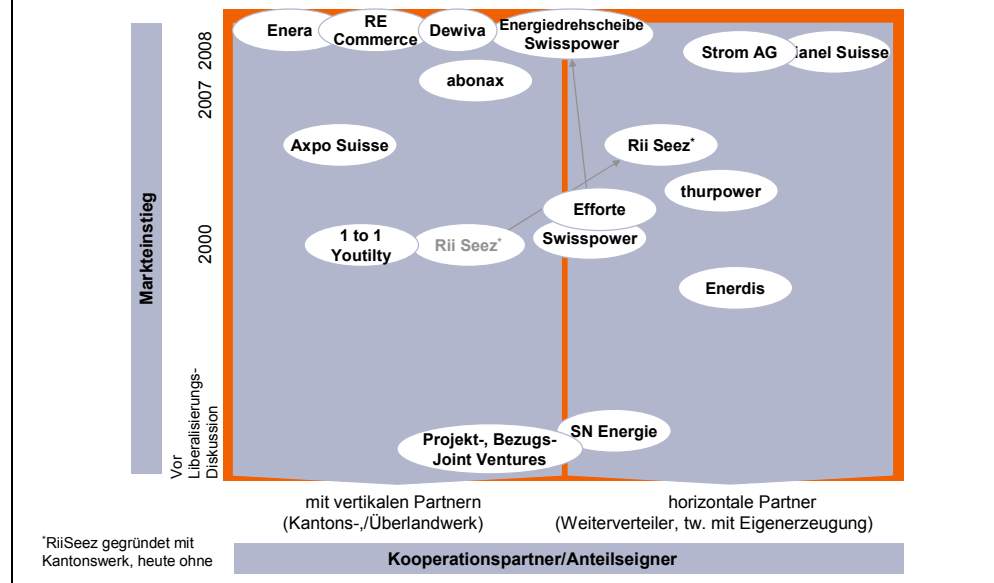 Enera
RE
Commerce
Dewiva
Energiedrehscheibe
Swisspower
Strom AG
anel Suisse
abonax
Axpo Suisse
Rii Seez*
thurpower
Efforte
Swisspower
1 to 1
Youtilty
Rii Seez*
Enerdis
SN Energie
Projekt-, Bezugs-
Joint Ventures
Markteinstieg
2008
2007
2000
Vor
Liberalisierungs-
Diskussion
mit vertikalen Partnern
(Kantons-,/Überlandwerk)
horizontale Partner
(Weiterverteiler, tw. mit Eigenerzeugung)
*RiiSeez gegründet mit
Kantonswerk, heute ohne
Kooperationspartner/Anteilseigner